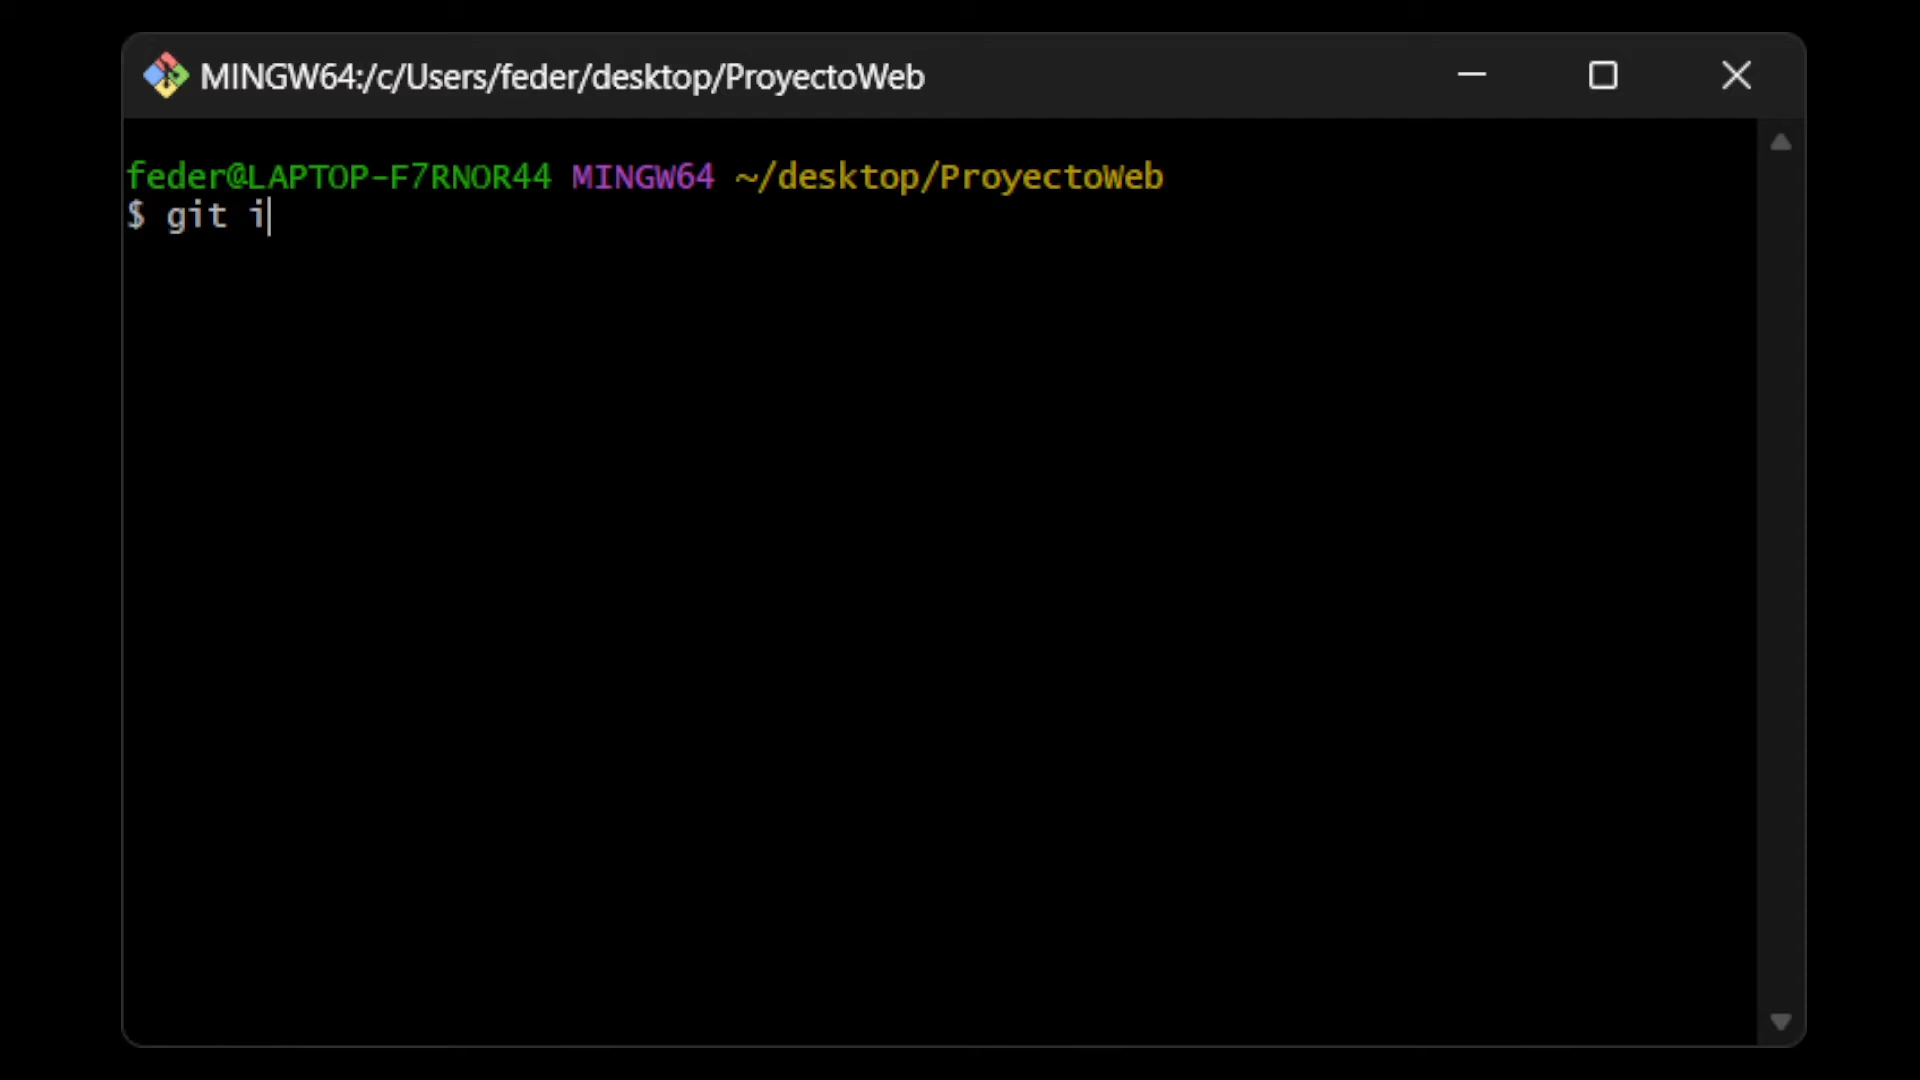 MINGW64:/c/Users/feder/desktop/ProyectoWeb
feder@LAPTOP-F7RNOR44 MINGW64 ~/desktop/ProyectoWeb
$ git i